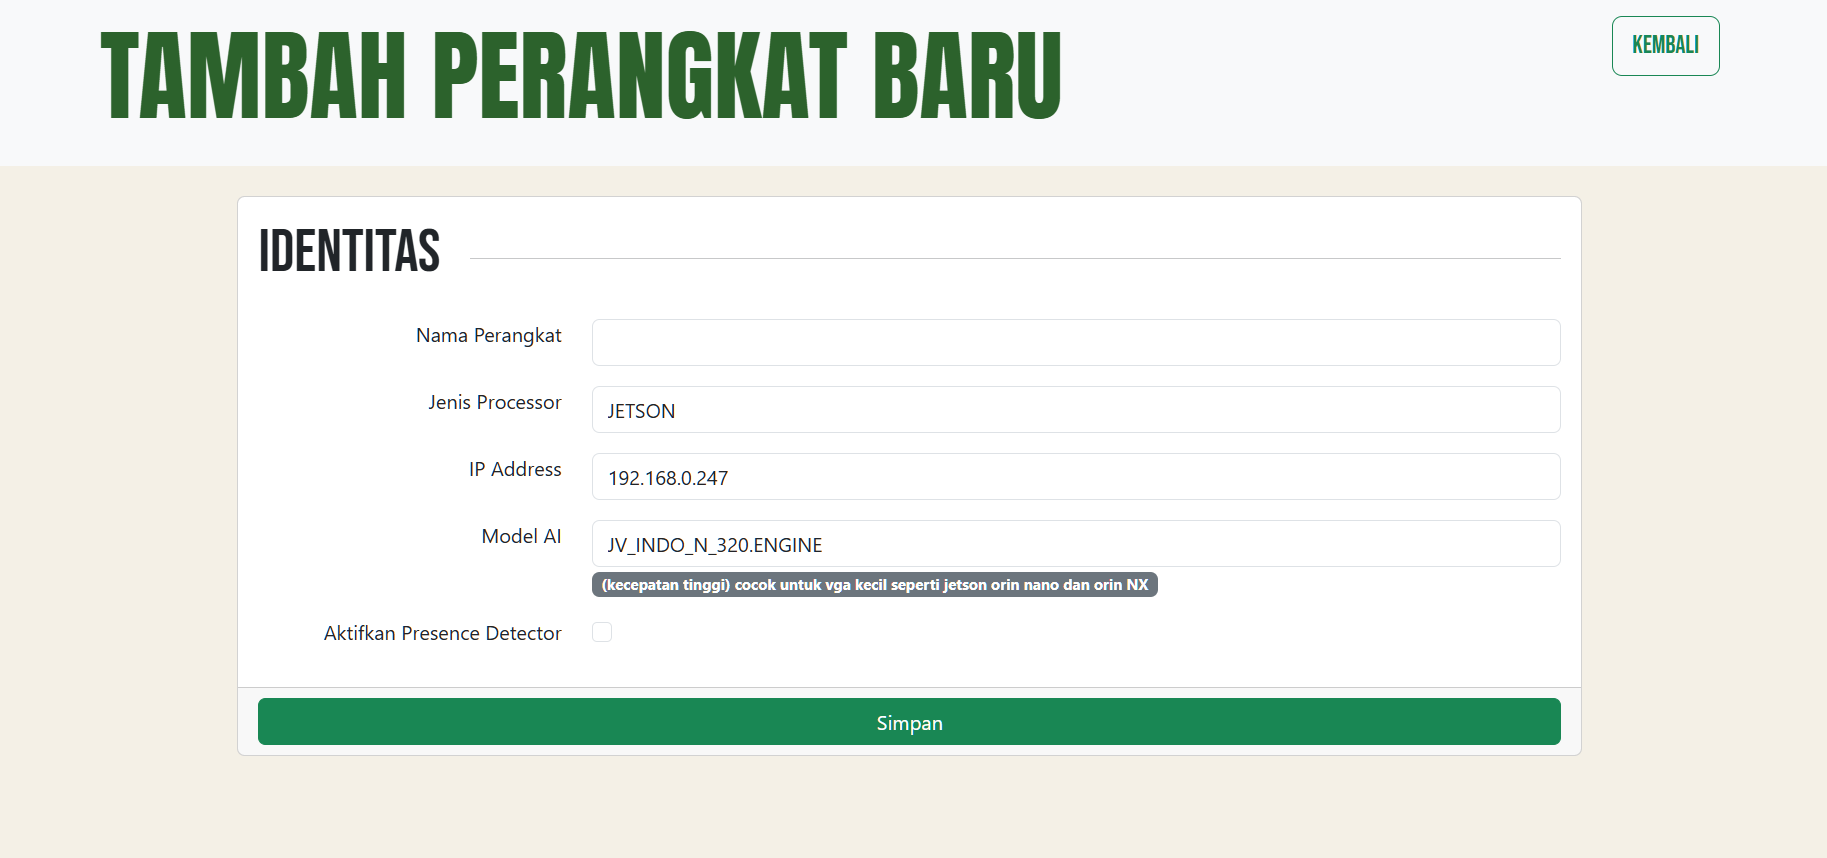 TAMBAH PERANGKAT BARU
KEMBALI
IDENTITAS
Nama Perangkat
Jenis Processor
JETSON
IP Address
192.168.0.247
Model AI
JV_INDO_N_320.ENGINE
(kecepatan tinggi) cocok untuk vga kecil seperti jetson orin nano dan orin NX
Aktifkan Presence Detector
Simpan